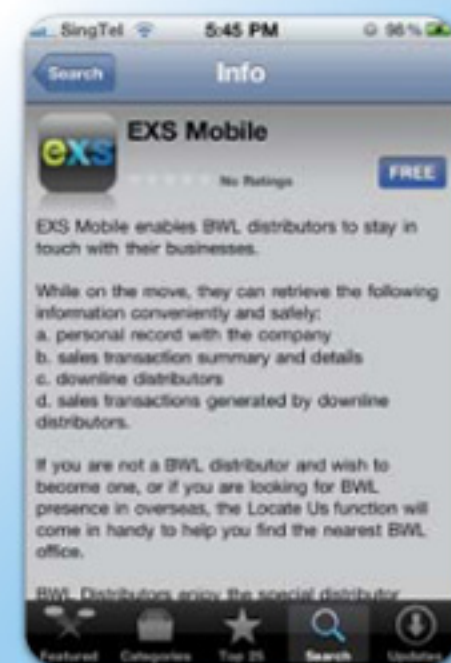 SingTel 5:45 PM 96%
Search Info
exs EXS Mobile
No Ratings FREE
EXS Mobile enables BWL distributors to stay in
touch with their businesses.
While on the move, they can retrieve the following
information conveniently and safely:
a. personal record with the company
b. sales transaction summary and details
c. downline distributors
d. sales transactions generated by downline
distributors.
If you are not a BWL distributor and wish to
become one, or if you are looking for BWL
presence in overseas, the Locate Us function will
come in handy to help you find the nearest BWL
office.
BWL Distributors enjoy the special distributor
Featured Categories Top 25 Search Updates